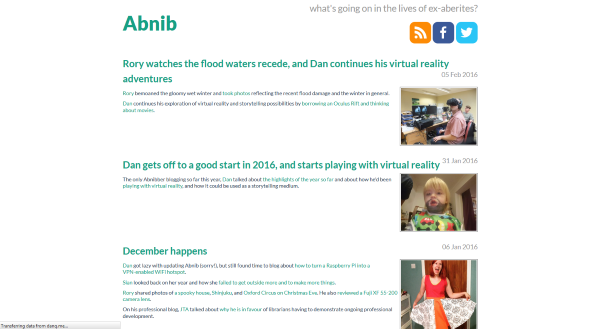 what's going on in the lives of ex-aberites?
Abnib
Rory watches the flood waters recede, and Dan continues his virtual reality
adventures
05 Feb 2016
Rory bemoaned the gloomy wet winter and took photos reflecting the recent flood damage and the winter in general.
Dan continues his exploration of virtual reality and storytelling possibilities by borrowing an Oculus Rift and thinking
about movies.
Dan gets off to a good start in 2016, and starts playing with virtual reality
31 Jan 2016
The only Abnibber blogging so far this year, Dan talked about the highlights of the year so far and about how he'd been
playing with virtual reality, and how it could be used as a storytelling medium.
December happens
06 Jan 2016
Dan got lazy with updating Abnib (sorry!), but still found time to blog about how to turn a Raspberry Pi into a
VPN-enabled WiFi hotspot.
Sian looked back on her year and how she failed to get outside more and to make more things.
Rory shared photos of a spooky house, Shinjuku, and Oxford Circus on Christmas Eve. He also reviewed a Fuji XF 55-200
camera lens.
On his professional blog, JTA talked about why he is in favour of librarians having to demonstrate ongoing professional
development.
Transferring data from danq.me...